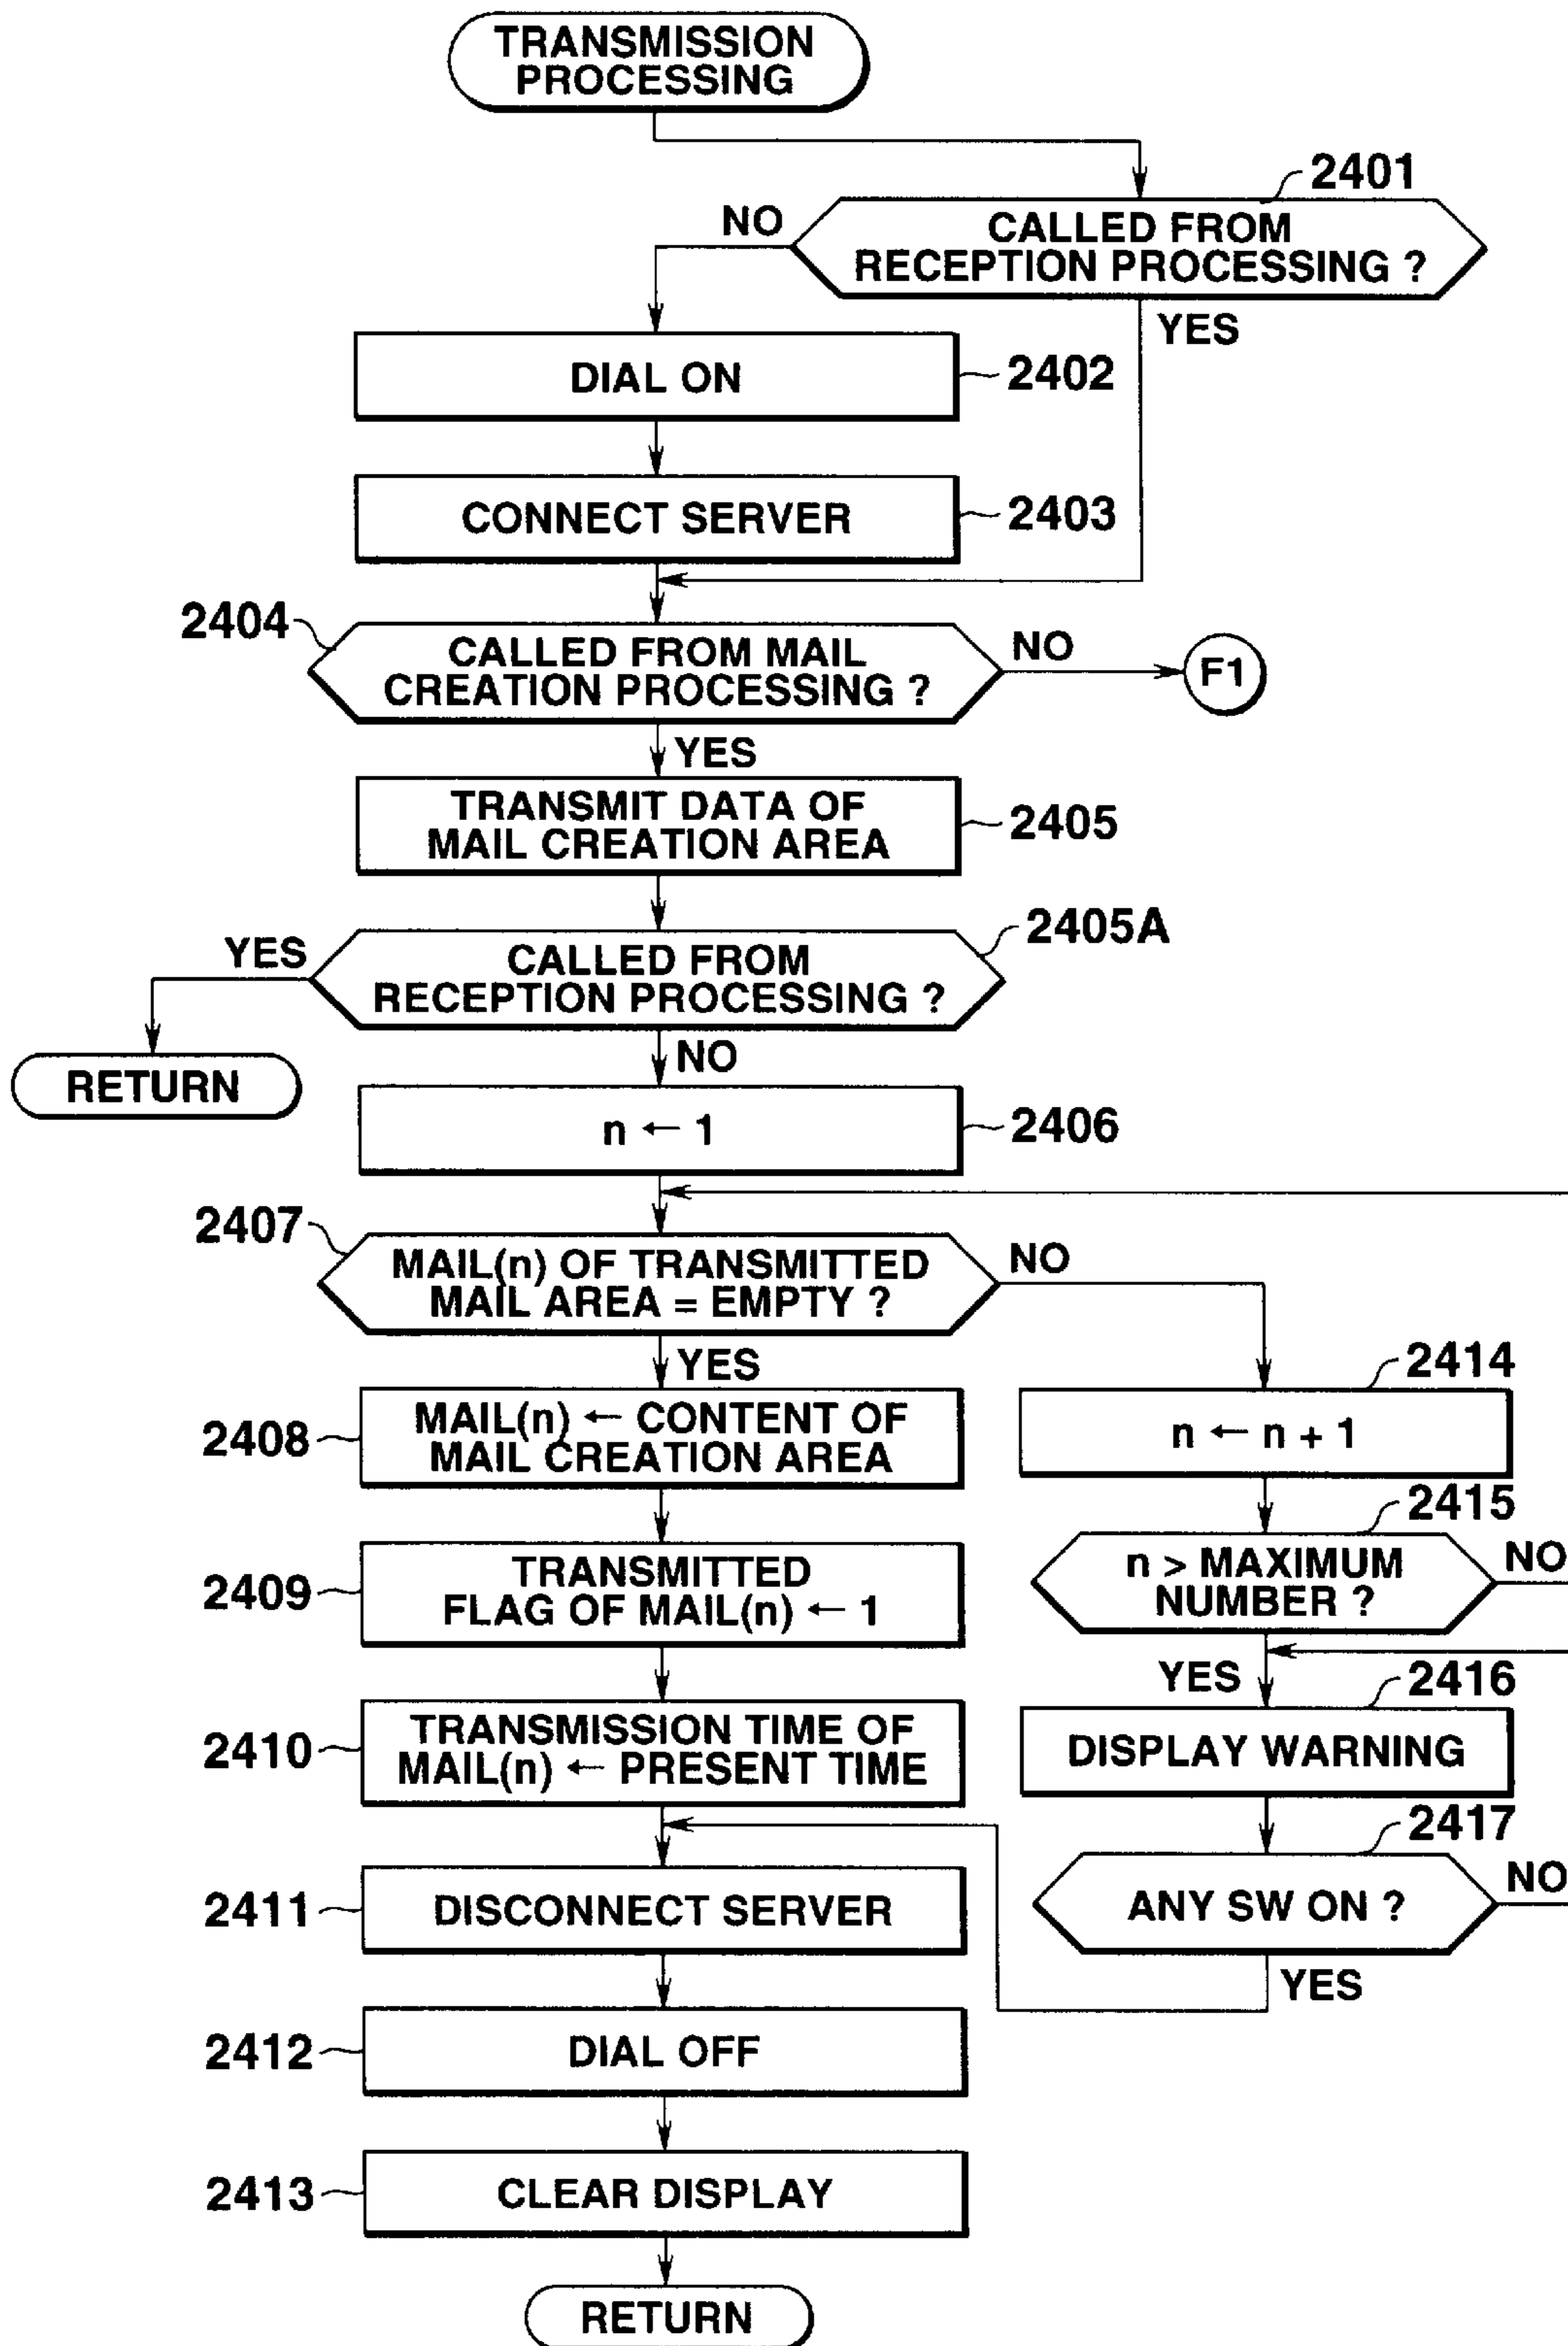 TRANSMISSION
PROCESSING
2401
CALLED FROM
RECEPTION PROCESSING ?
NO
YES
DIAL ON
2402
CONNECT SERVER
2403
2404
CALLED FROM MAIL
CREATION PROCESSING ?
NO
F1
YES
TRANSMIT DATA OF
MAIL CREATION AREA
2405
2405A
YES
CALLED FROM
RECEPTION PROCESSING ?
RETURN
NO
n ← 1
2406
2407
MAIL(n) OF TRANSMITTED
MAIL AREA = EMPTY ?
NO
YES
2408
MAIL(n) ← CONTENT OF
MAIL CREATION AREA
2414
n ← n + 1
2409
TRANSMITTED
FLAG OF MAIL(n) ← 1
2415
n > MAXIMUM
NUMBER ?
NO
YES
2410
TRANSMISSION TIME OF
MAIL(n) ← PRESENT TIME
2416
DISPLAY WARNING
2417
ANY SW ON ?
NO
YES
2411
DISCONNECT SERVER
2412
DIAL OFF
2413
CLEAR DISPLAY
RETURN